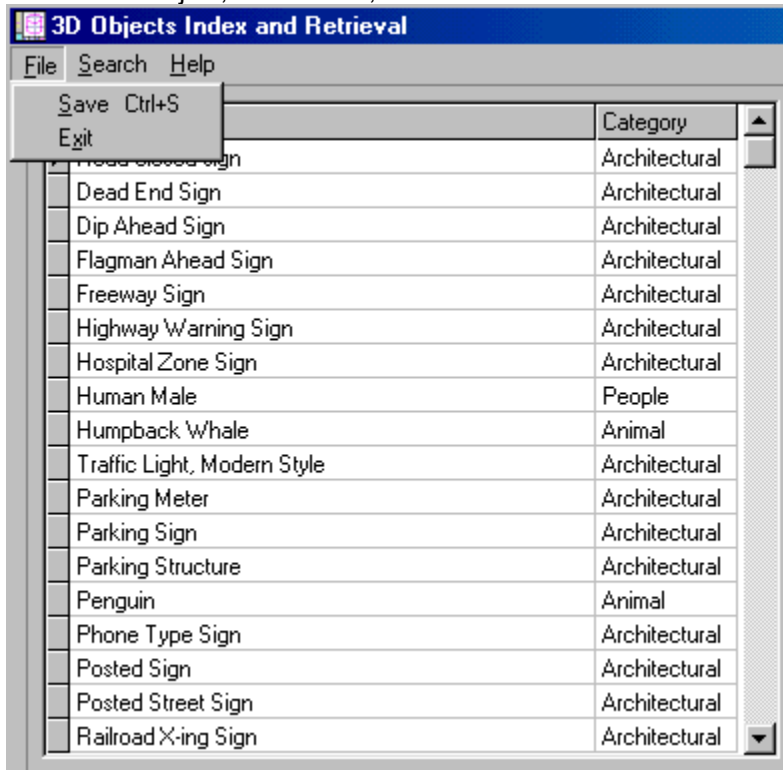 3D Objects Index and Retrieval
File Search Help
Save Ctrl+S
Exit
Category
sign Architectural
Dead End Sign Architectural
Dip Ahead Sign Architectural
Flagman Ahead Sign Architectural
Freeway Sign Architectural
Highway Warning Sign Architectural
Hospital Zone Sign Architectural
Human Male People
Humpback Whale Animal
Traffic Light, Modern Style Architectural
Parking Meter Architectural
Parking Sign Architectural
Parking Structure Architectural
Penguin Animal
Phone Type Sign Architectural
Posted Sign Architectural
Posted Street Sign Architectural
Railroad X-ing Sign Architectural